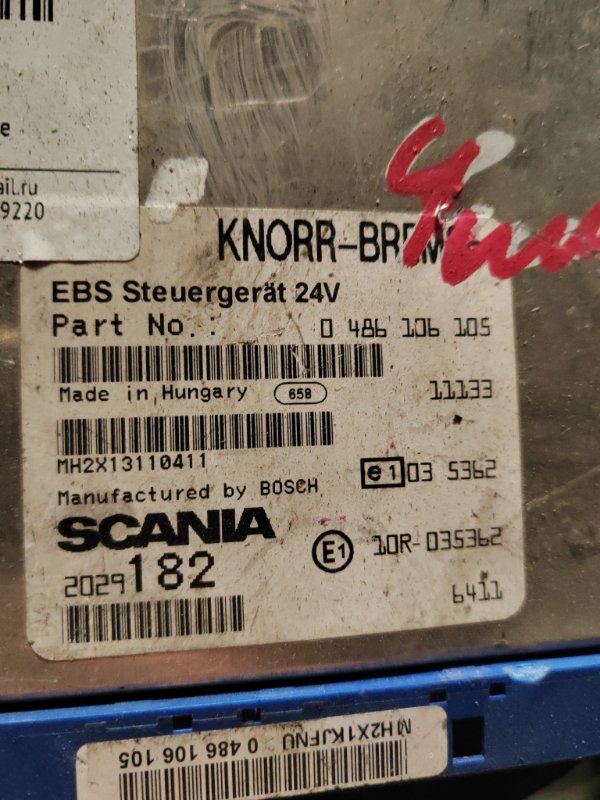 e
ail.ru
9220
KNORR-BREMS
EBS Steuergerät 24V
Part No.: 0 486 106 105
Made in Hungary 658 11133
MH2X13110411
e1 03 5362
Manufactured by BOSCH
SCANIA
E1 10R-035362
2029182
6411
MH2X1KJFNU 0 486 106 105